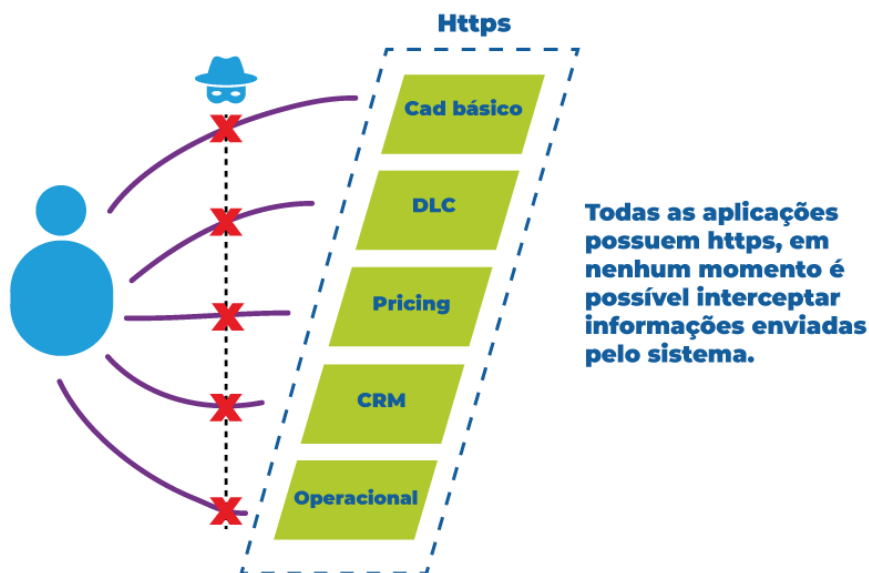 Https
Cad básico
DLC
Pricing
CRM
Operacional
Todas as aplicações
possuem https, em
nenhum momento é
possível interceptar
informações enviadas
pelo sistema.